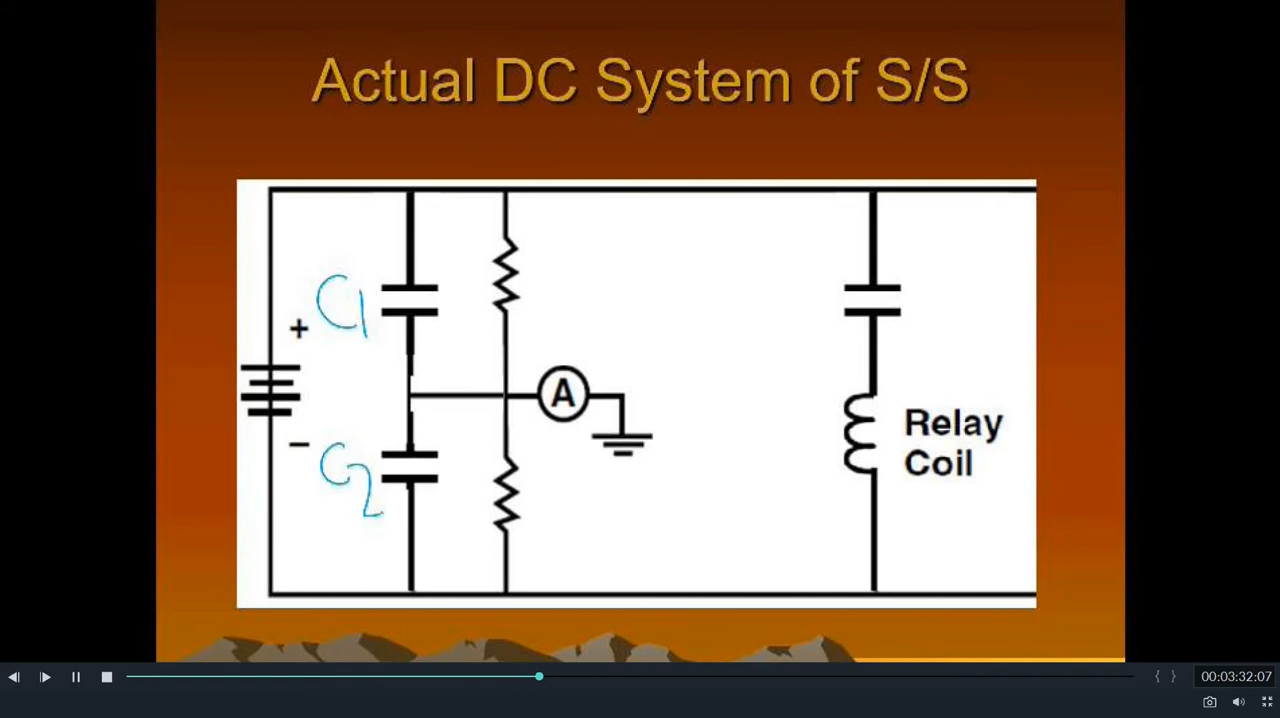 Actual DC System of S/S
C1
+
A
−
Relay
Coil
C2
00:03:32:07